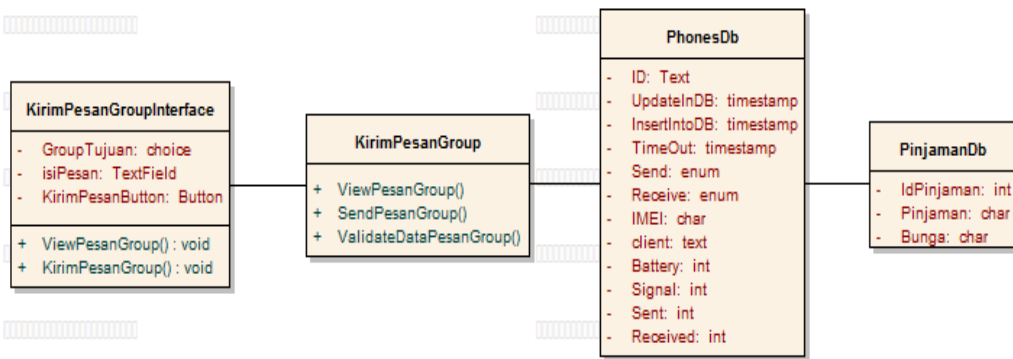 KirimPesanGroupInterface
- GroupTujuan: choice
- isiPesan: TextField
- KirimPesanButton: Button
+ ViewPesanGroup() : void
+ KirimPesanGroup() : void
KirimPesanGroup
+ ViewPesanGroup()
+ SendPesanGroup()
+ ValidateDataPesanGroup()
PhonesDb
- ID: Text
- UpdateInDB: timestamp
- InsertIntoDB: timestamp
- TimeOut: timestamp
- Send: enum
- Receive: enum
- IMEI: char
- client: text
- Battery: int
- Signal: int
- Sent: int
- Received: int
PinjamanDb
- IdPinjaman: int
- Pinjaman: char
- Bunga: char